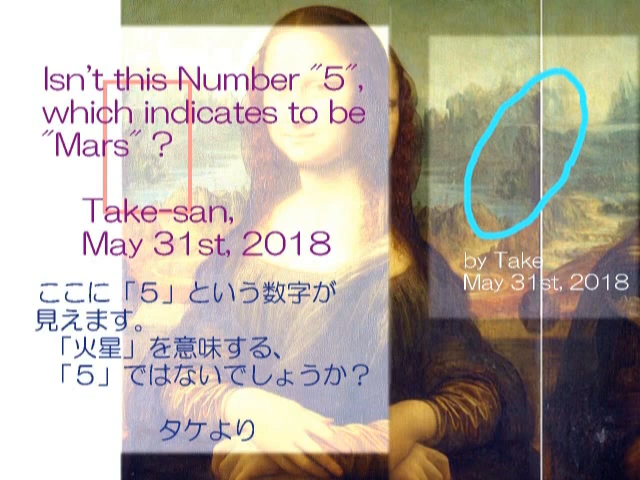 Isn't this Number "5",
which indicates to be
"Mars" ?
Take-san,
May 31st, 2018
ここに「５」という数字が
見えます。
「火星」を意味する、
「５」ではないでしょうか？
タケより
by Take
May 31st, 2018